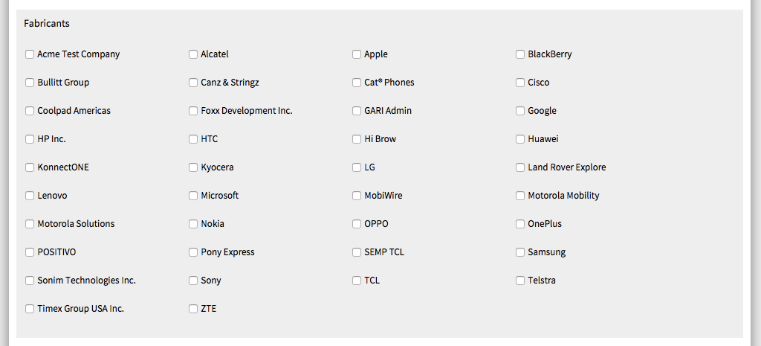 Fabricants
Acme Test Company Alcatel Apple BlackBerry
Bullitt Group Canz & Stringz Cat® Phones Cisco
Coolpad Americas Foxx Development Inc. GARI Admin Google
HP Inc. HTC Hi Brow Huawei
KonnectONE Kyocera LG Land Rover Explore
Lenovo Microsoft MobiWire Motorola Mobility
Motorola Solutions Nokia OPPO OnePlus
POSITIVO Pony Express SEMP TCL Samsung
Sonim Technologies Inc. Sony TCL Telstra
Timex Group USA Inc. ZTE